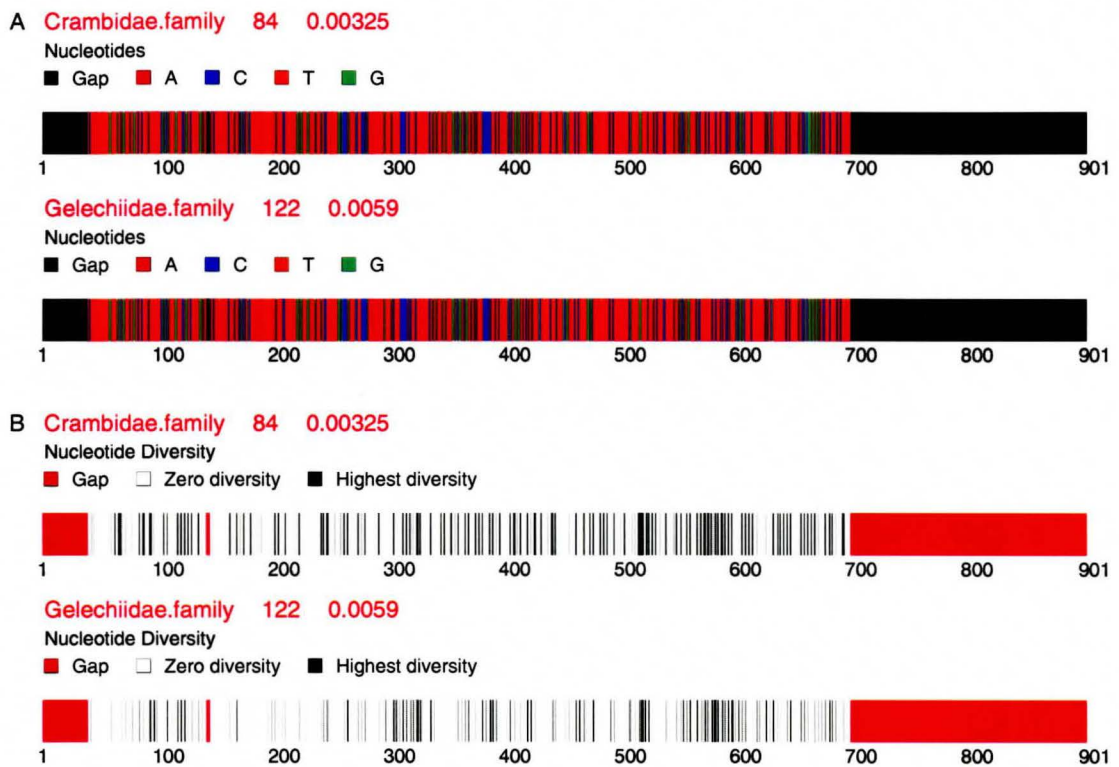 A Crambidae.family 84 0.00325
Nucleotides
Gap A C T G
1 100 200 300 400 500 600 700 800 901
Gelechiidae.family 122 0.0059
Nucleotides
Gap A C T G
1 100 200 300 400 500 600 700 800 901
B Crambidae.family 84 0.00325
Nucleotide Diversity
Gap Zero diversity Highest diversity
1 100 200 300 400 500 600 700 800 901
Gelechiidae.family 122 0.0059
Nucleotide Diversity
Gap Zero diversity Highest diversity
1 100 200 300 400 500 600 700 800 901